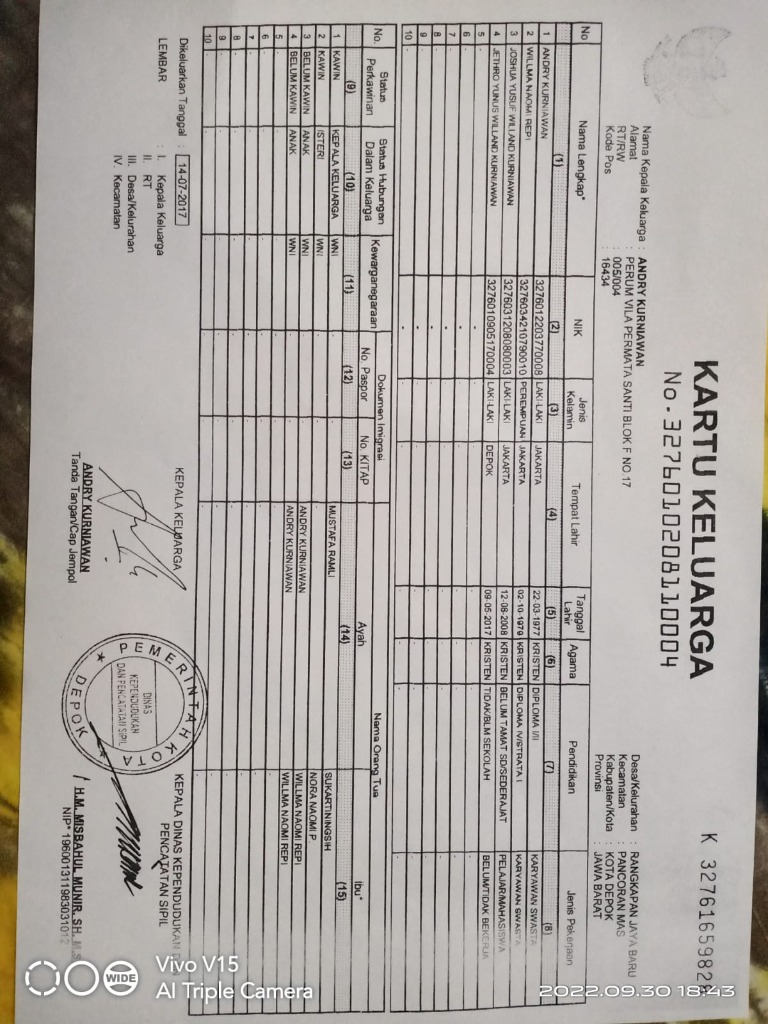 KARTU KELUARGA
No. 3276010208110004
K 32761659824
Nama Kepala Keluarga : ANDRY KURNIAWAN
Alamat : PERUM VILA PERMATA SANTI BLOK F NO.17
RT/RW : 005/004
Kode Pos : 16434
Desa/Kelurahan : RANGKAPAN JAYA BARU
Kecamatan : PANCORAN MAS
Kabupaten/Kota : KOTA DEPOK
Provinsi : JAWA BARAT
No Nama Lengkap* NIK Jenis Kelamin Tempat Lahir Tanggal Lahir Agama Pendidikan Jenis Pekerjaan
(1) (2) (3) (4) (5) (6) (7) (8)
1 ANDRY KURNIAWAN 3276012203770008 LAKI-LAKI JAKARTA 22-03-1977 KRISTEN DIPLOMA I/II KARYAWAN SWASTA
2 WILLMA NAOMI REPI 3276034210790010 PEREMPUAN JAKARTA 02-10-1979 KRISTEN DIPLOMA IV/STRATA I KARYAWAN SWASTA
3 JOSHUA YUSUF WILLAND KURNIAWAN 3276031208080003 LAKI-LAKI JAKARTA 12-08-2008 KRISTEN BELUM TAMAT SD/SEDERAJAT PELAJAR/MAHASISWA
4 JETHRO YUNUS WILLAND KURNIAWAN 3276010905170004 LAKI-LAKI DEPOK 09-05-2017 KRISTEN TIDAK/BLM SEKOLAH BELUM/TIDAK BEKERJA
5 -
6 -
7 -
8 -
9 -
10 -
No. Status Perkawinan Status Hubungan Dalam Keluarga Kewarganegaraan Dokumen Imigrasi Nama Orang Tua
No. Paspor No. KITAP Ayah Ibu*
(9) (10) (11) (12) (13) (14) (15)
1 KAWIN KEPALA KELUARGA WNI MUSTAFA RAMLI SUKARTININGSIH
2 KAWIN ISTERI WNI NORA NAOMI P
3 BELUM KAWIN ANAK WNI ANDRY KURNIAWAN WILLMA NAOMI REPI
4 BELUM KAWIN ANAK WNI ANDRY KURNIAWAN WILLMA NAOMI REPI
5 -
6 -
7 -
8 -
9 -
10 -
Dikeluarkan Tanggal : 14-07-2017
LEMBAR : I. Kepala Keluarga
II. RT
III. Desa/Kelurahan
IV. Kecamatan
KEPALA KELUARGA
ANDRY KURNIAWAN
Tanda Tangan/Cap Jempol
PEMERINTAH KOTA DEPOK
DINAS
KEPENDUDUKAN
DAN PENCATATAN SIPIL
KEPALA DINAS KEPENDUDUKAN
PENCATATAN SIPIL
H.M. MISBAHUL MUNIR, SH, M.S
NIP* 196001311983031012
WIDE
Vivo V15
AI Triple Camera
2022.09.30 18:43